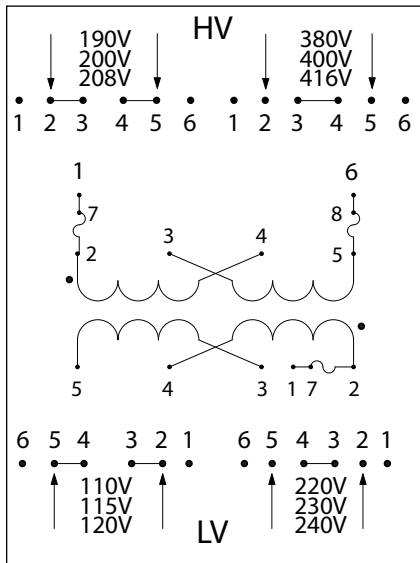 HV
190V 380V
200V 400V
208V 416V
1 2 3 4 5 6 1 2 3 4 5 6
1 6
7 8
3 4
2 5
5 4 3 1 7 2
6 5 4 3 2 1 6 5 4 3 2 1
110V 220V
115V 230V
120V 240V
LV